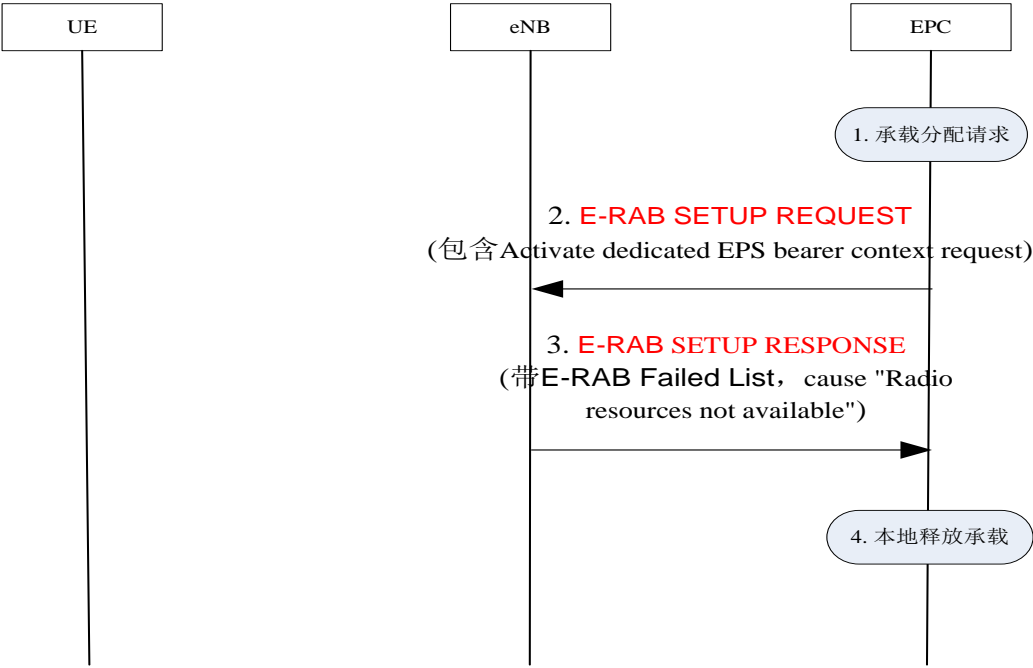 UE
eNB
EPC
1. 承载分配请求
2. E-RAB SETUP REQUEST
(包含Activate dedicated EPS bearer context request)
3. E-RAB SETUP RESPONSE
(带E-RAB Failed List，cause "Radio
resources not available")
4. 本地释放承载